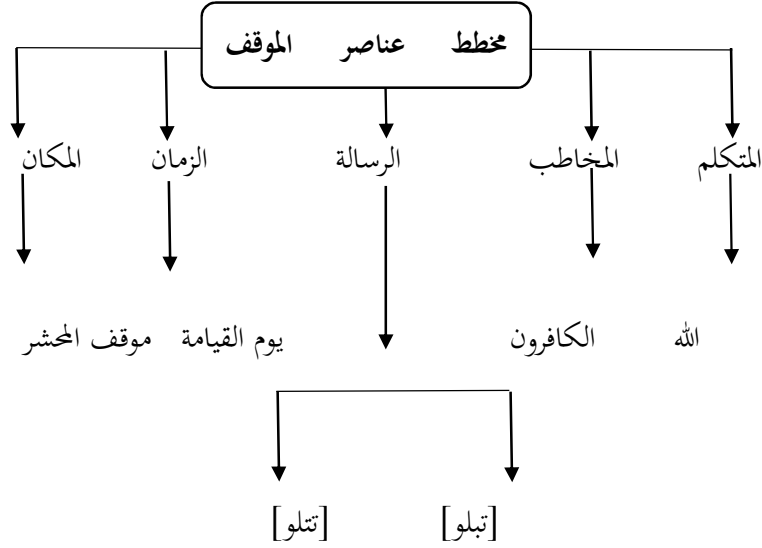 مخطط عناصر الموقف
المتكلم المخاطب الرسالة الزمان المكان
الله الكافرون يوم القيامة موقف المحشر
[تبلو] [تتلو]